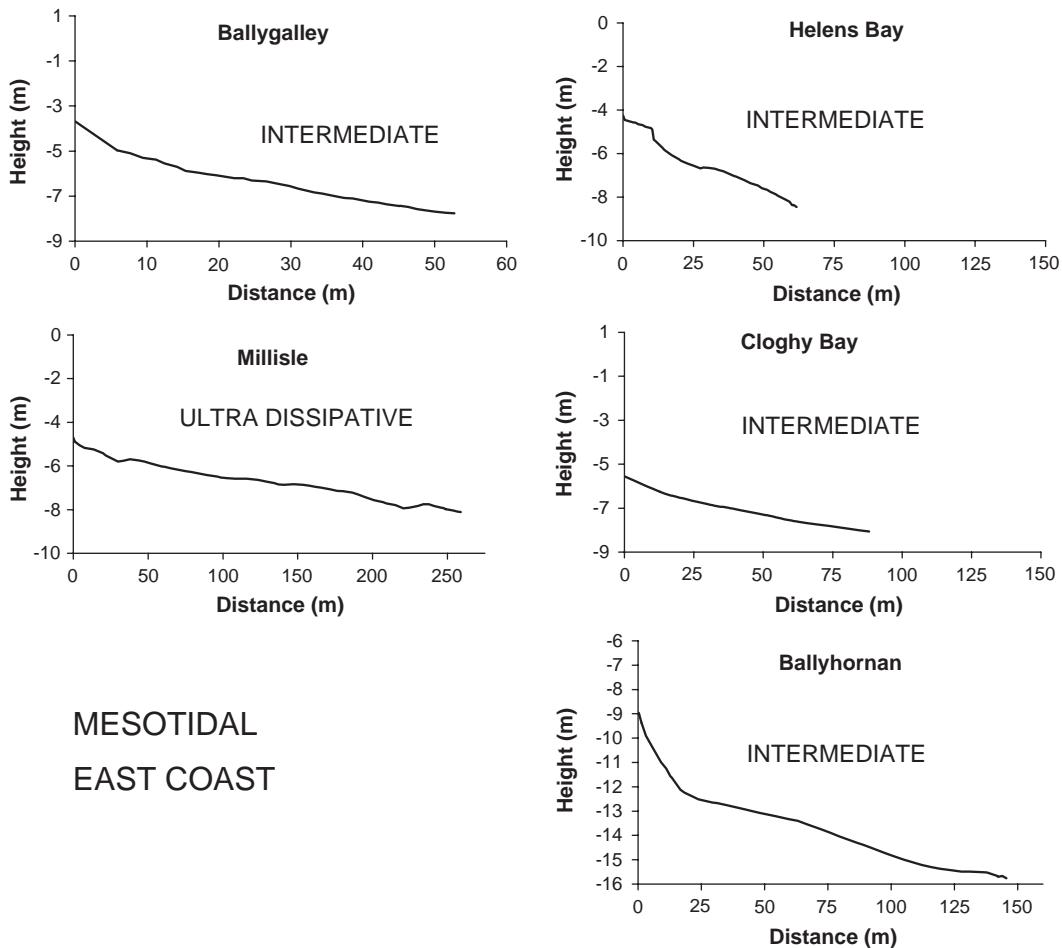 Ballygalley
INTERMEDIATE
Height (m)
1
-1
-3
-5
-7
-9
0 10 20 30 40 50 60
Distance (m)
Helens Bay
INTERMEDIATE
Height (m)
0
-2
-4
-6
-8
-10
0 25 50 75 100 125 150
Distance (m)
Millisle
ULTRA DISSIPATIVE
Height (m)
0
-2
-4
-6
-8
-10
0 50 100 150 200 250
Distance (m)
Cloghy Bay
INTERMEDIATE
Height (m)
1
-1
-3
-5
-7
-9
0 25 50 75 100 125 150
Distance (m)
MESOTIDAL
EAST COAST
Ballyhornan
INTERMEDIATE
Height (m)
-6
-7
-8
-9
-10
-11
-12
-13
-14
-15
-16
0 25 50 75 100 125 150
Distance (m)